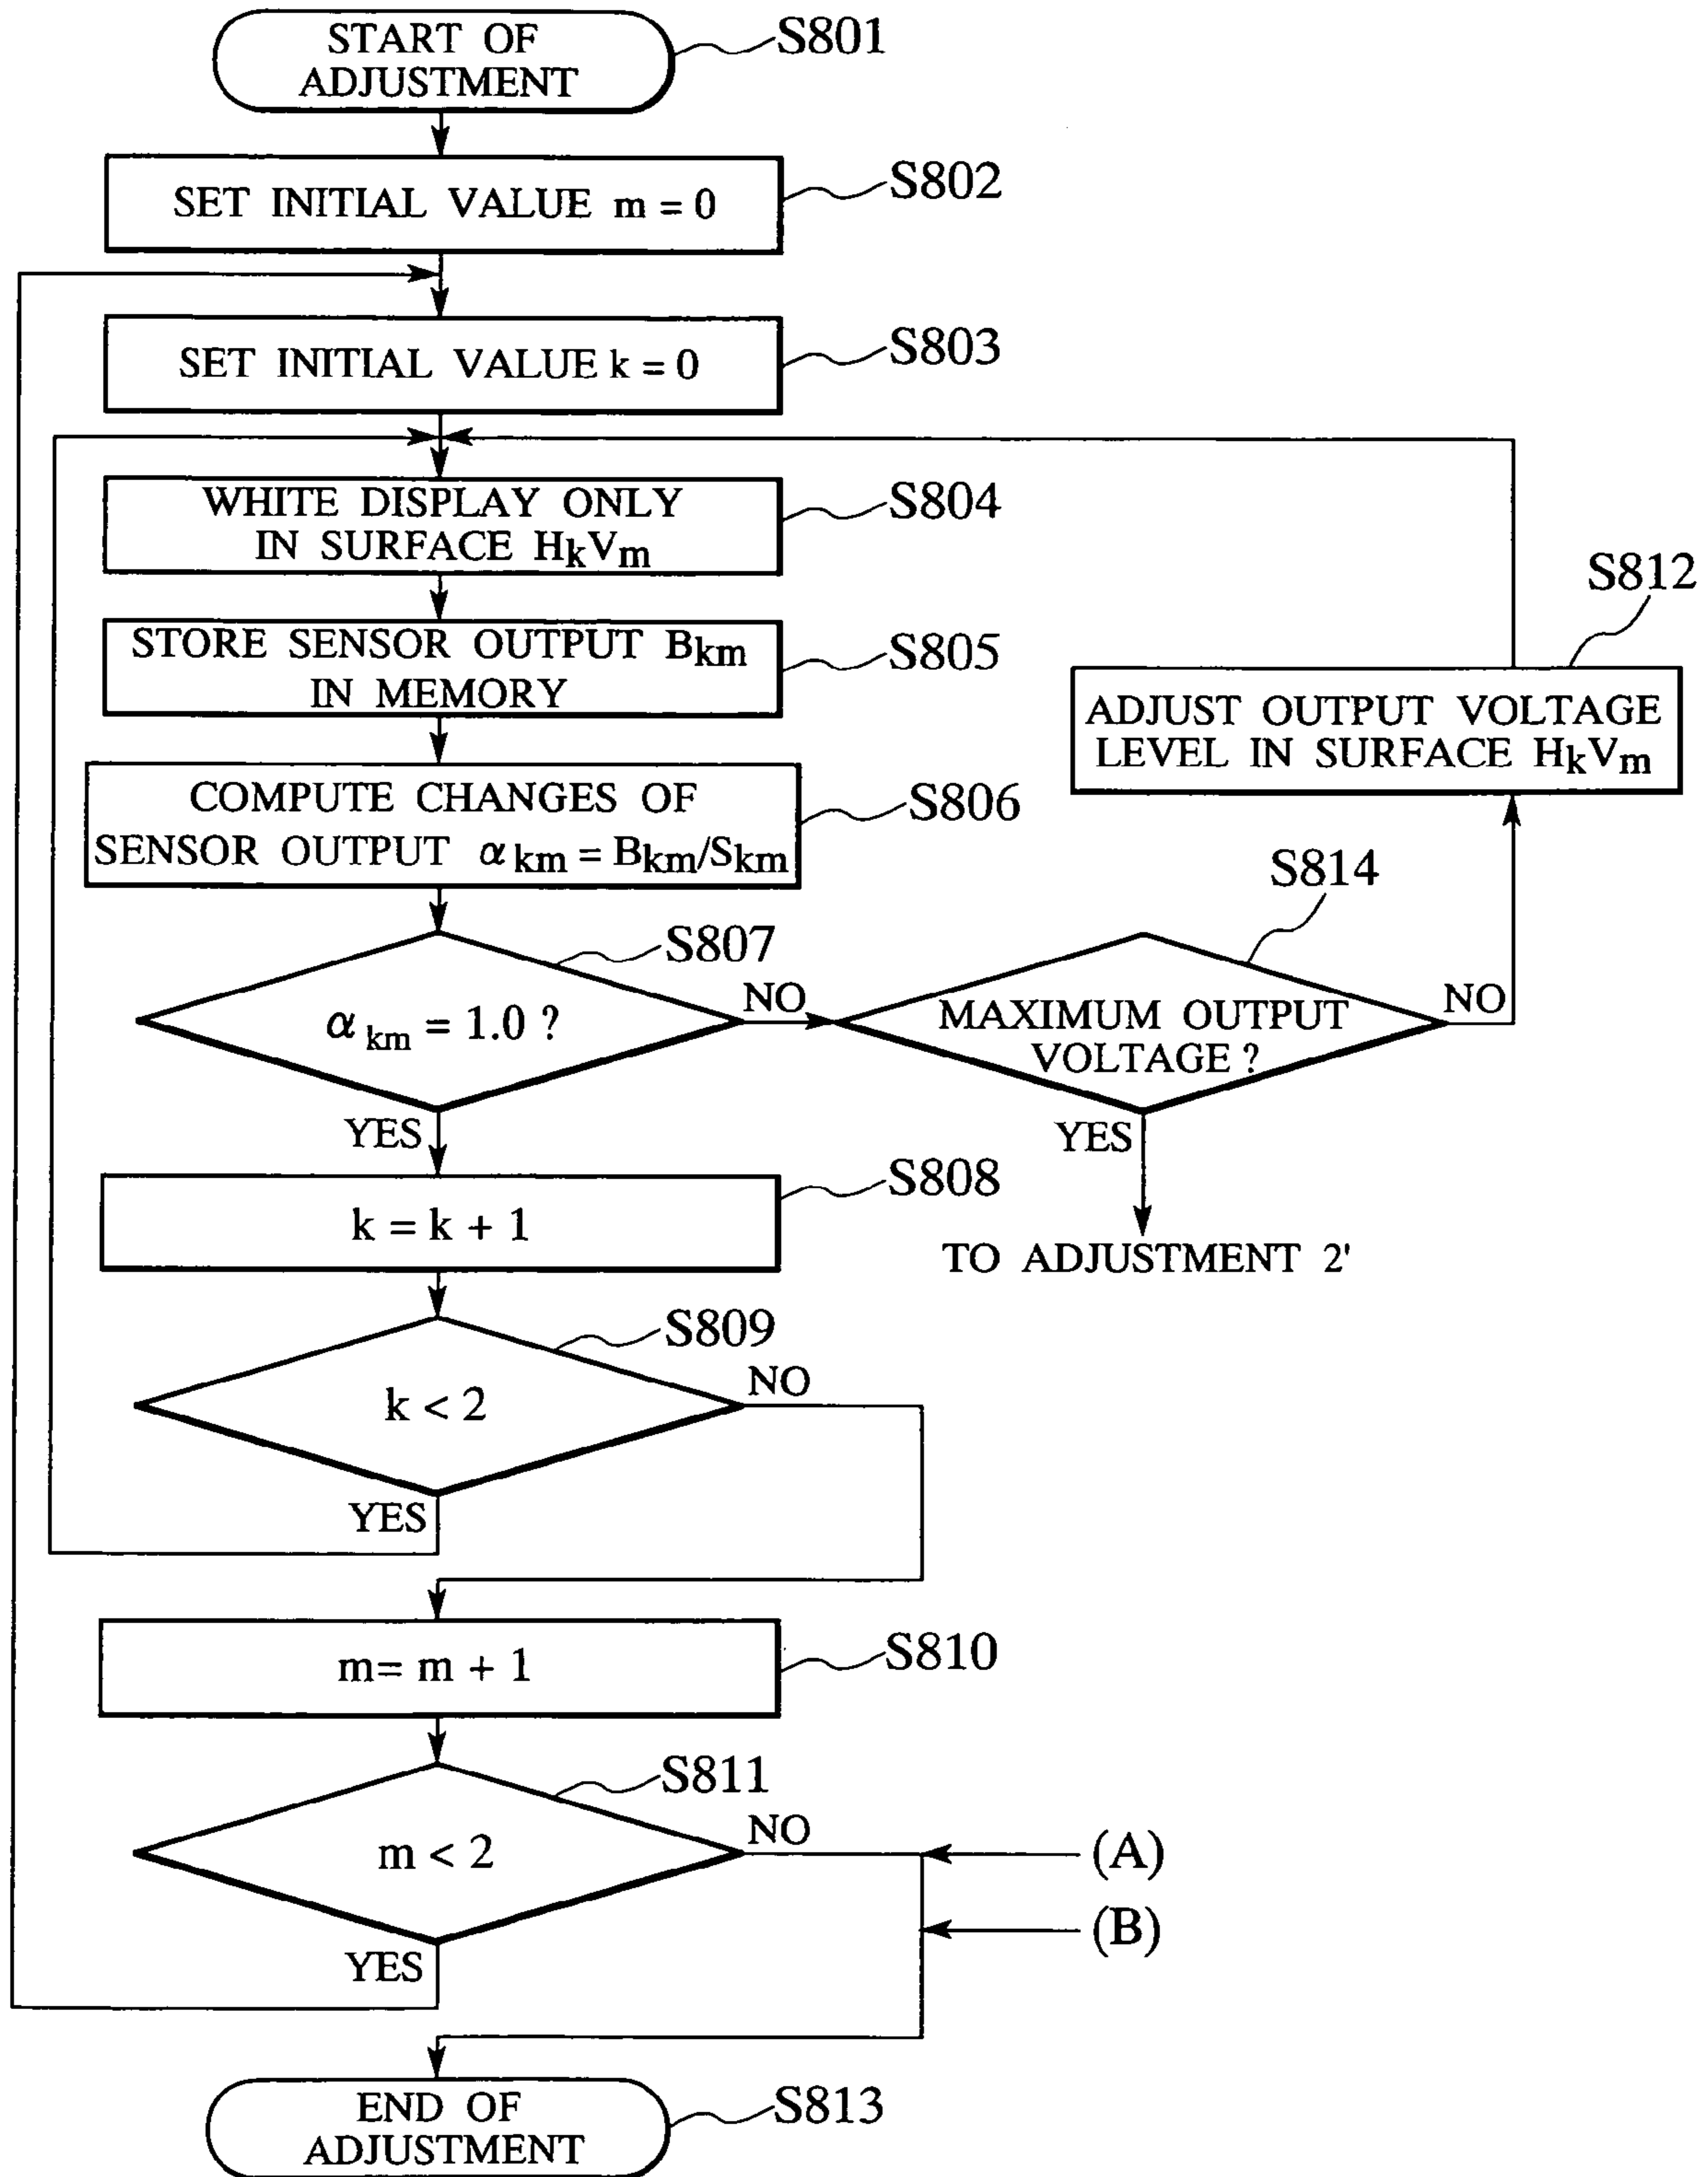 START OF
ADJUSTMENT
S801
SET INITIAL VALUE m = 0
S802
SET INITIAL VALUE k = 0
S803
WHITE DISPLAY ONLY
IN SURFACE HkVm
S804
STORE SENSOR OUTPUT Bkm
IN MEMORY
S805
COMPUTE CHANGES OF
SENSOR OUTPUT αkm = Bkm/Skm
S806
αkm = 1.0 ?
S807
NO
YES
MAXIMUM OUTPUT
VOLTAGE ?
S814
NO
YES
TO ADJUSTMENT 2'
ADJUST OUTPUT VOLTAGE
LEVEL IN SURFACE HkVm
S812
k = k + 1
S808
k < 2
S809
NO
YES
m= m + 1
S810
m < 2
S811
NO
YES
(A)
(B)
END OF
ADJUSTMENT
S813